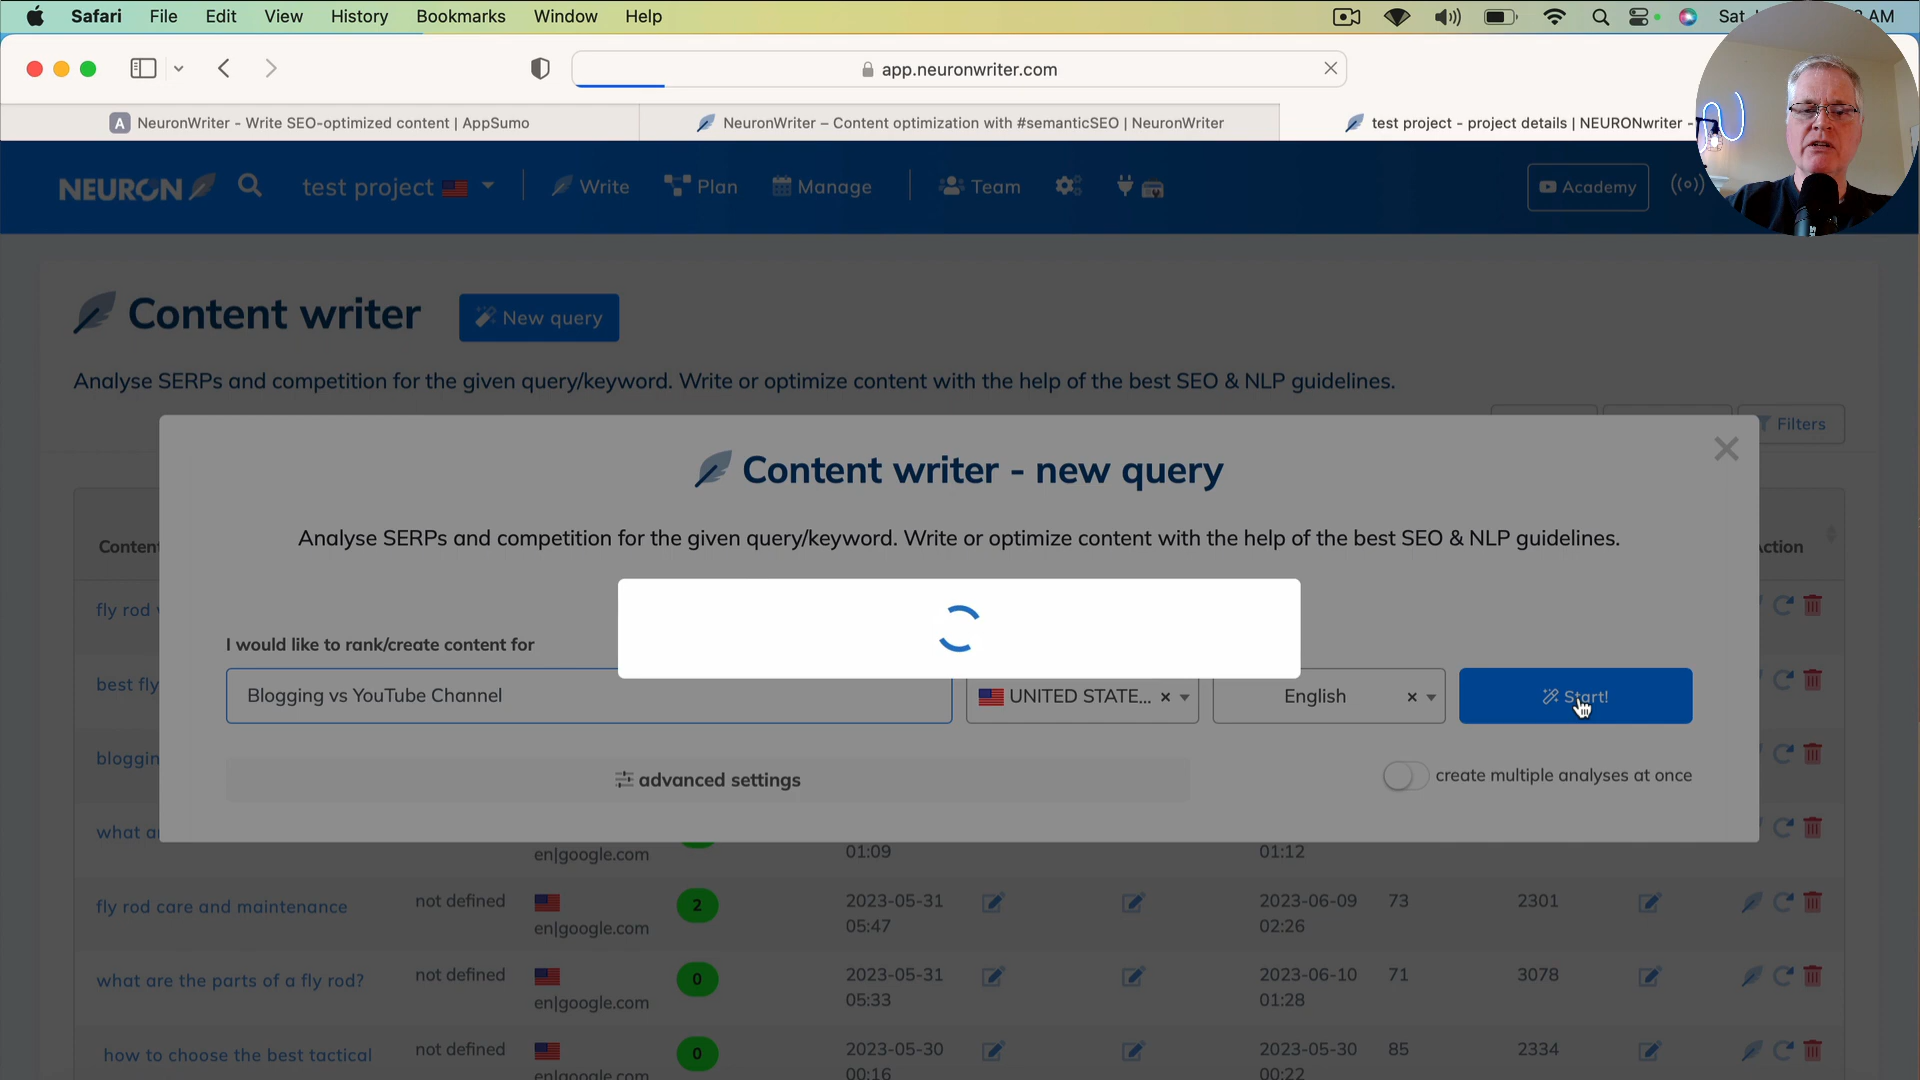 Safari File Edit View History Bookmarks Window Help Sat AM
app.neuronwriter.com
A NeuronWriter - Write SEO-optimized content | AppSumo
NeuronWriter – Content optimization with #semanticSEO | NeuronWriter
test project - project details | NEURONwriter -
NEURON test project Write Plan Manage Team Academy
Content writer New query
Analyse SERPs and competition for the given query/keyword. Write or optimize content with the help of the best SEO & NLP guidelines.
Filters
Content writer - new query
Analyse SERPs and competition for the given query/keyword. Write or optimize content with the help of the best SEO & NLP guidelines.
Content
fly rod
I would like to rank/create content for
best fly
Blogging vs YouTube Channel UNITED STATE... × English × Start!
advanced settings create multiple analyses at once
what
en|google.com 01:09 01:12
fly rod care and maintenance not defined en|google.com 2 2023-05-31 05:47 2023-06-09 02:26 73 2301
what are the parts of a fly rod? not defined en|google.com 0 2023-05-31 05:33 2023-06-10 01:28 71 3078
how to choose the best tactical not defined en|google.com 0 2023-05-30 00:16 2023-05-30 00:22 85 2334